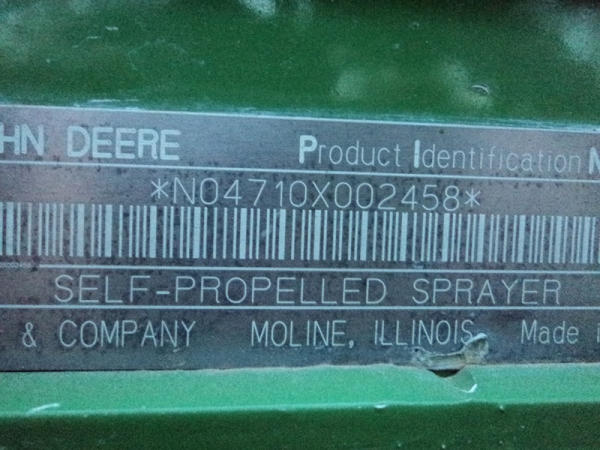 HN DEERE Product Identification N
*N04710X002458*
SELF-PROPELLED SPRAYER
& COMPANY MOLINE, ILLINOIS Made i